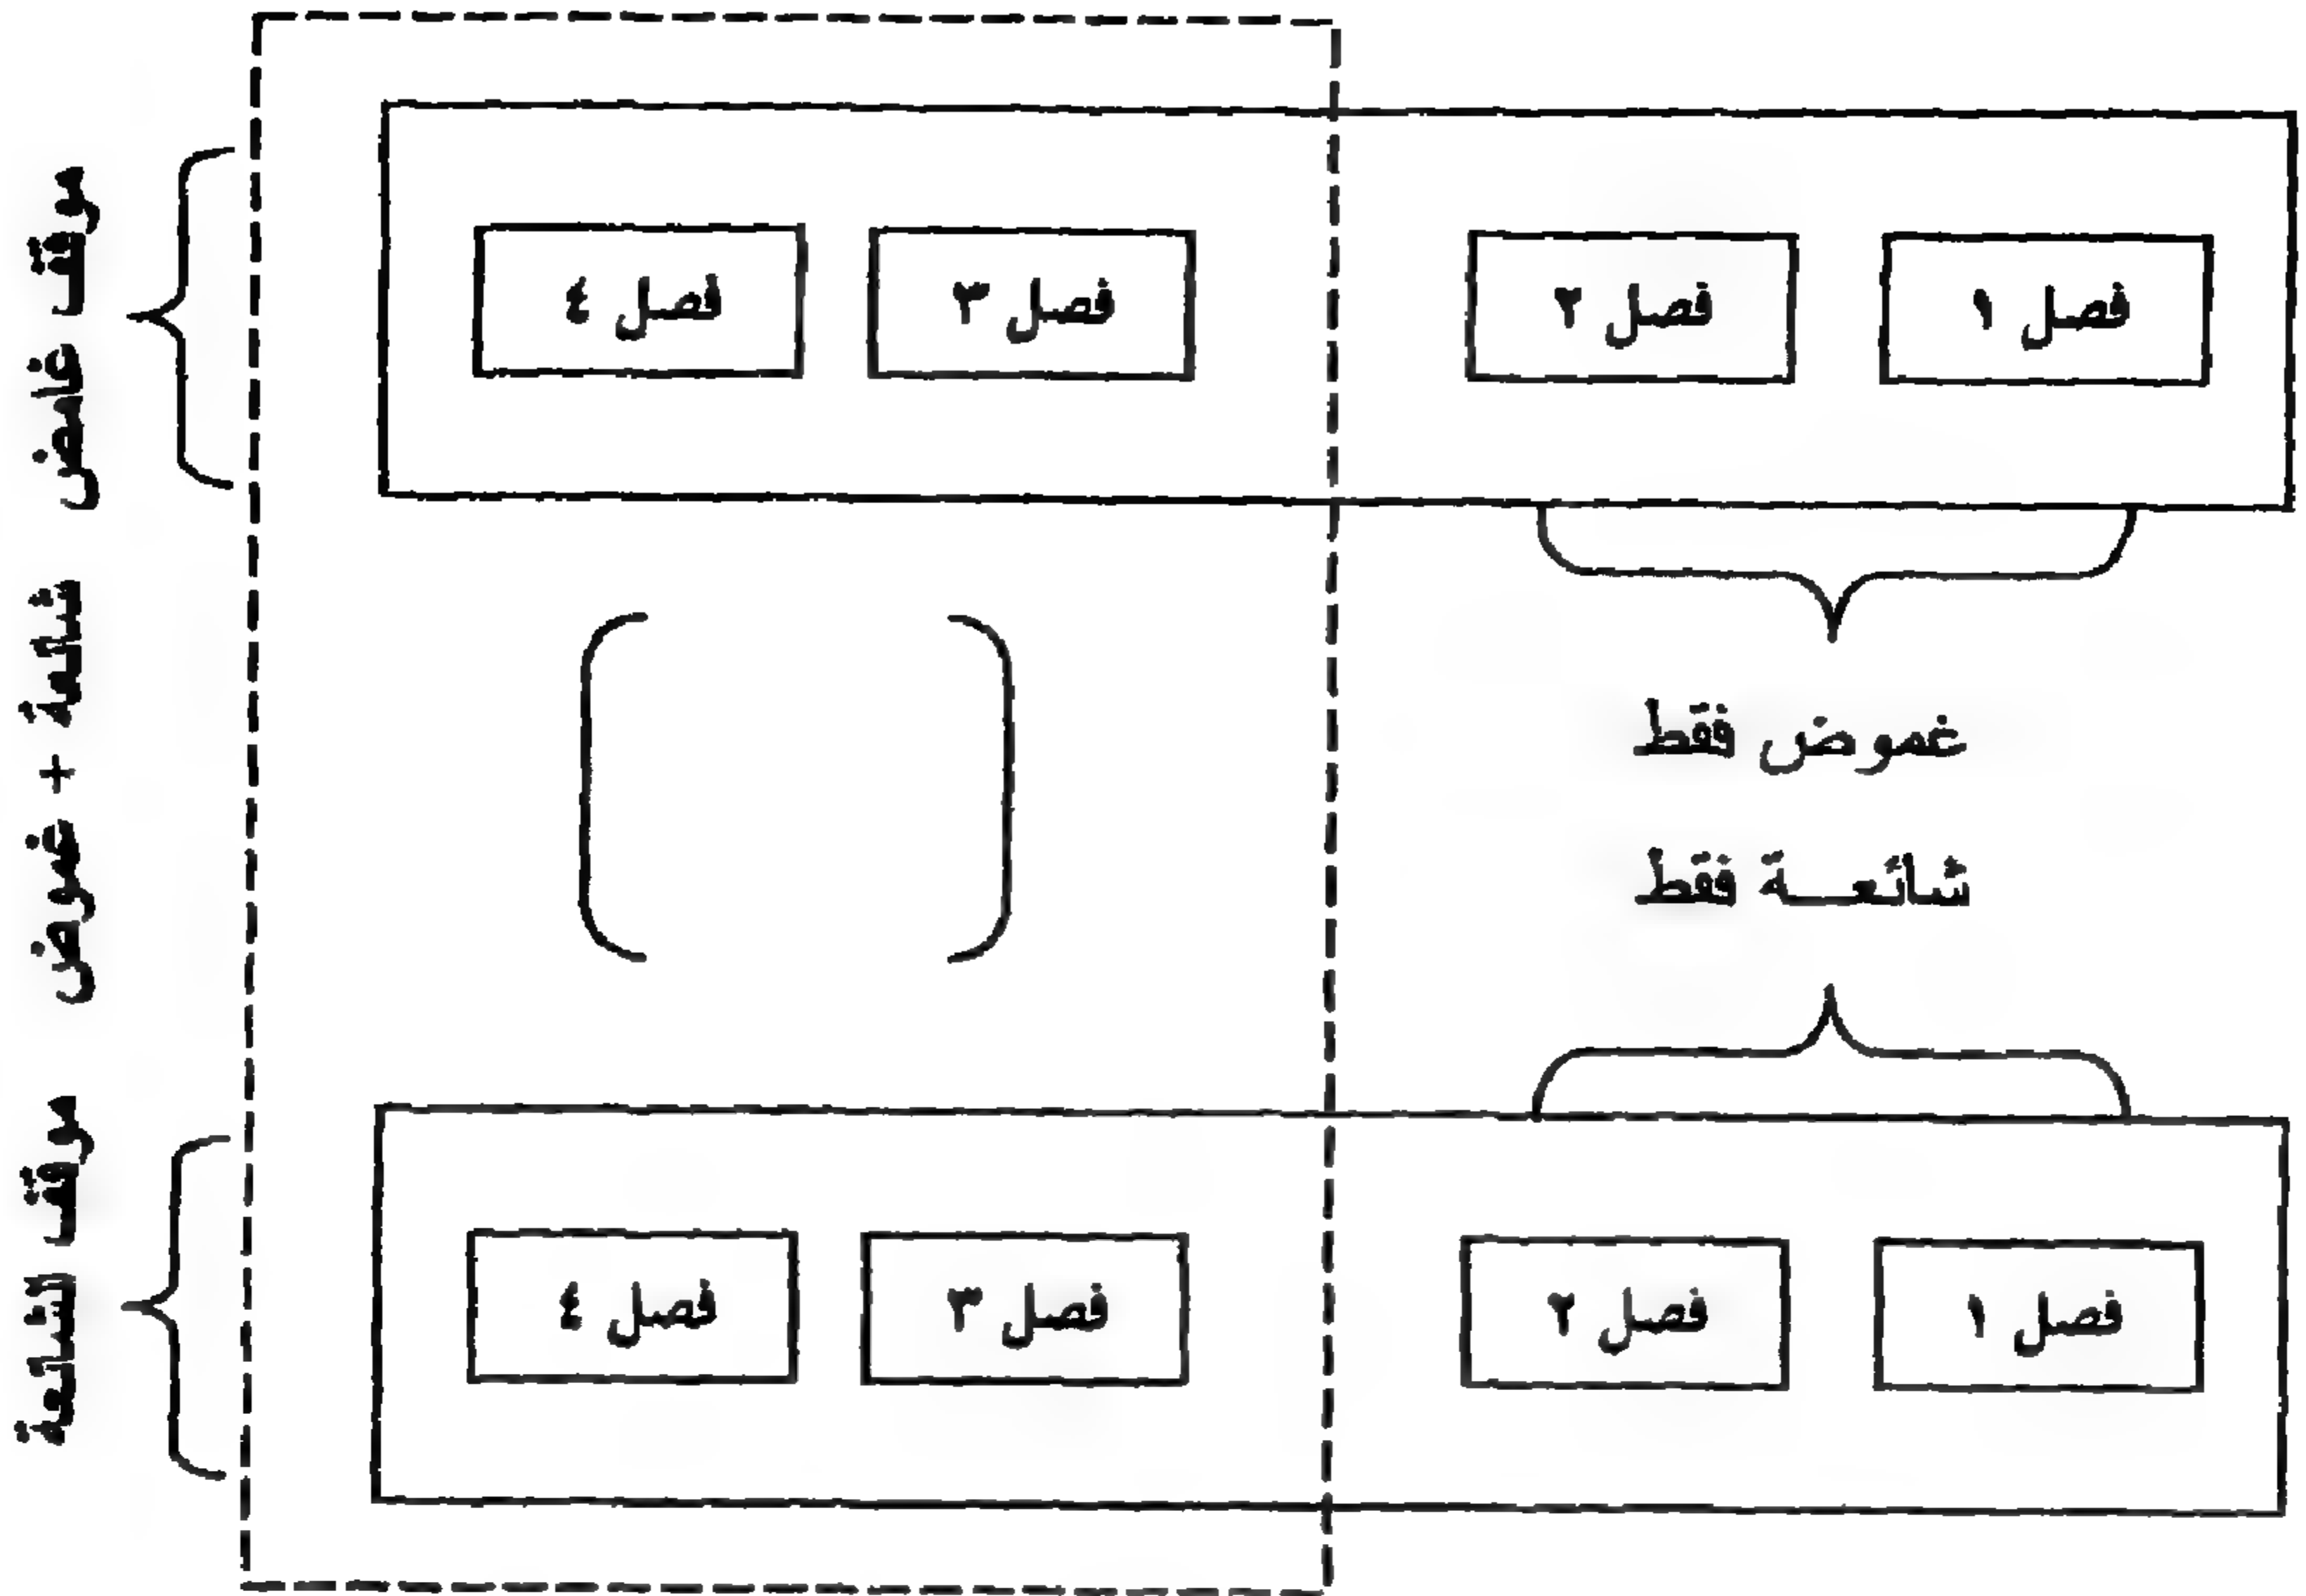 فصل ١
فصل ٢
فصل ٣
فصل ٤
غموض فقط
شائعة فقط
فصل ١
فصل ٢
فصل ٣
فصل ٤
موقف غامض
شائعة + غموض
موقف الشائعة